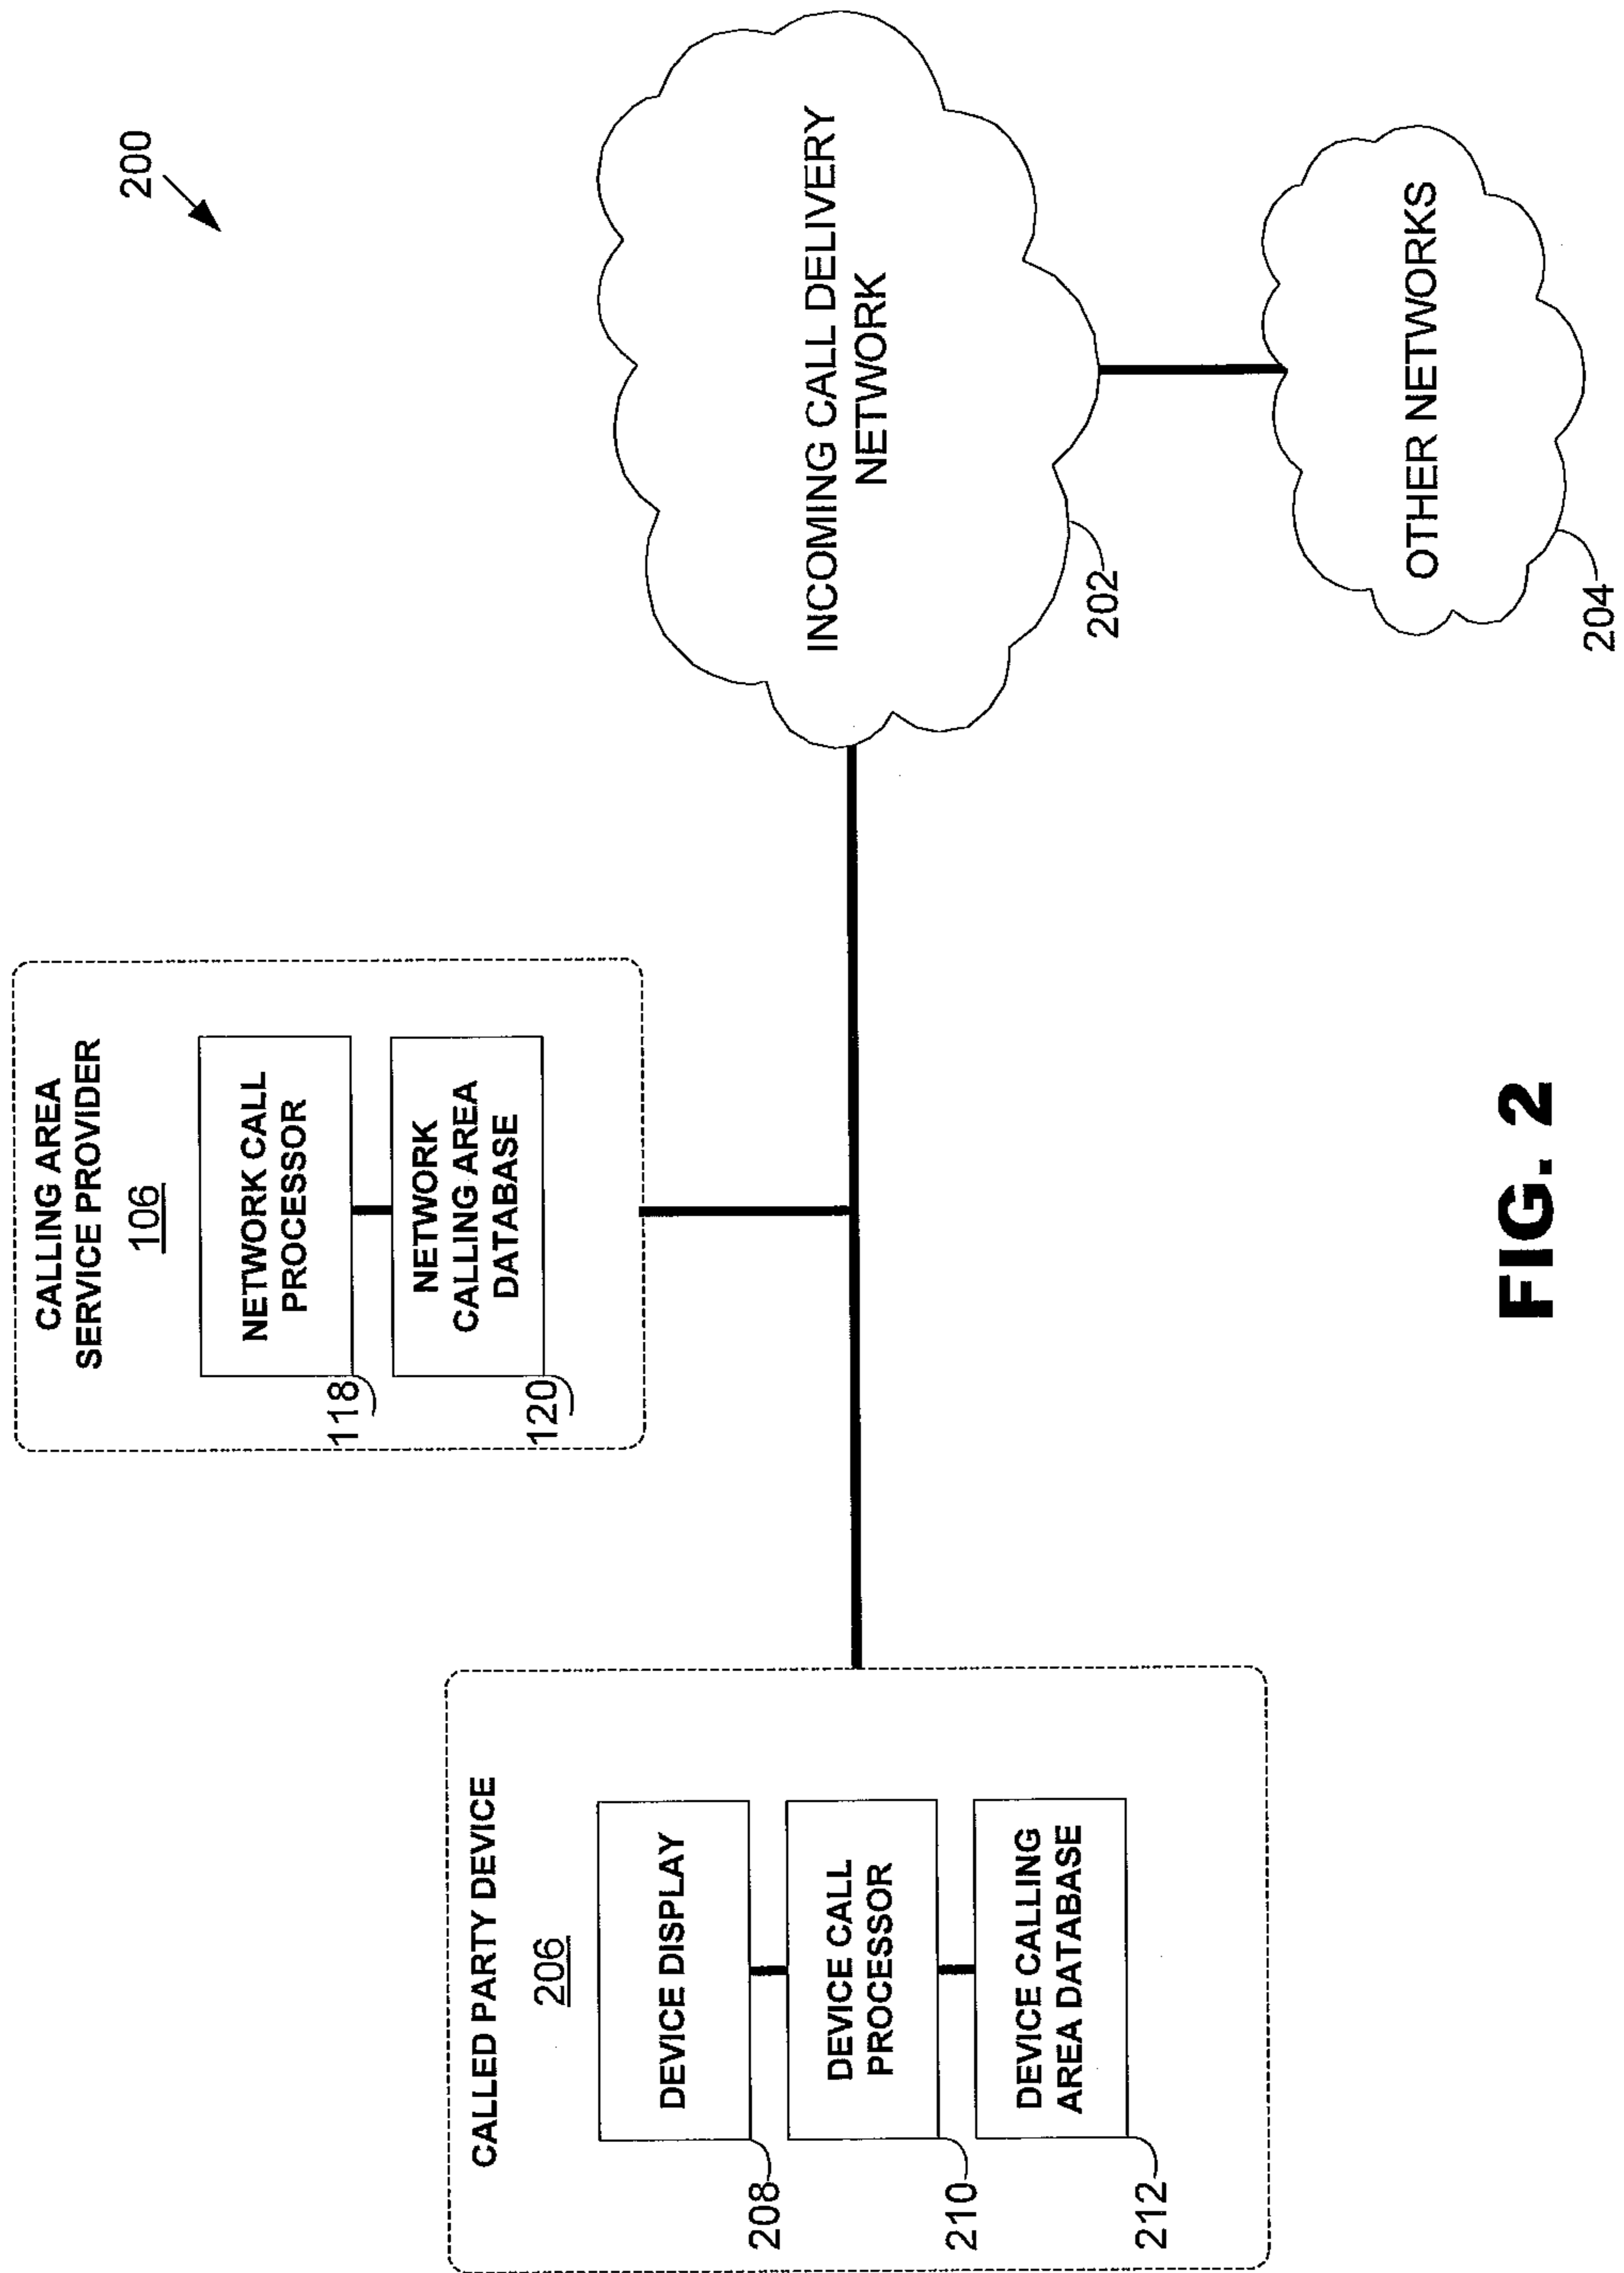 200
CALLING AREA
SERVICE PROVIDER
106
NETWORK CALL
PROCESSOR
118
NETWORK
CALLING AREA
DATABASE
120
CALLED PARTY DEVICE
206
DEVICE DISPLAY
208
DEVICE CALL
PROCESSOR
210
DEVICE CALLING
AREA DATABASE
212
INCOMING CALL DELIVERY
NETWORK
202
OTHER NETWORKS
204
FIG. 2